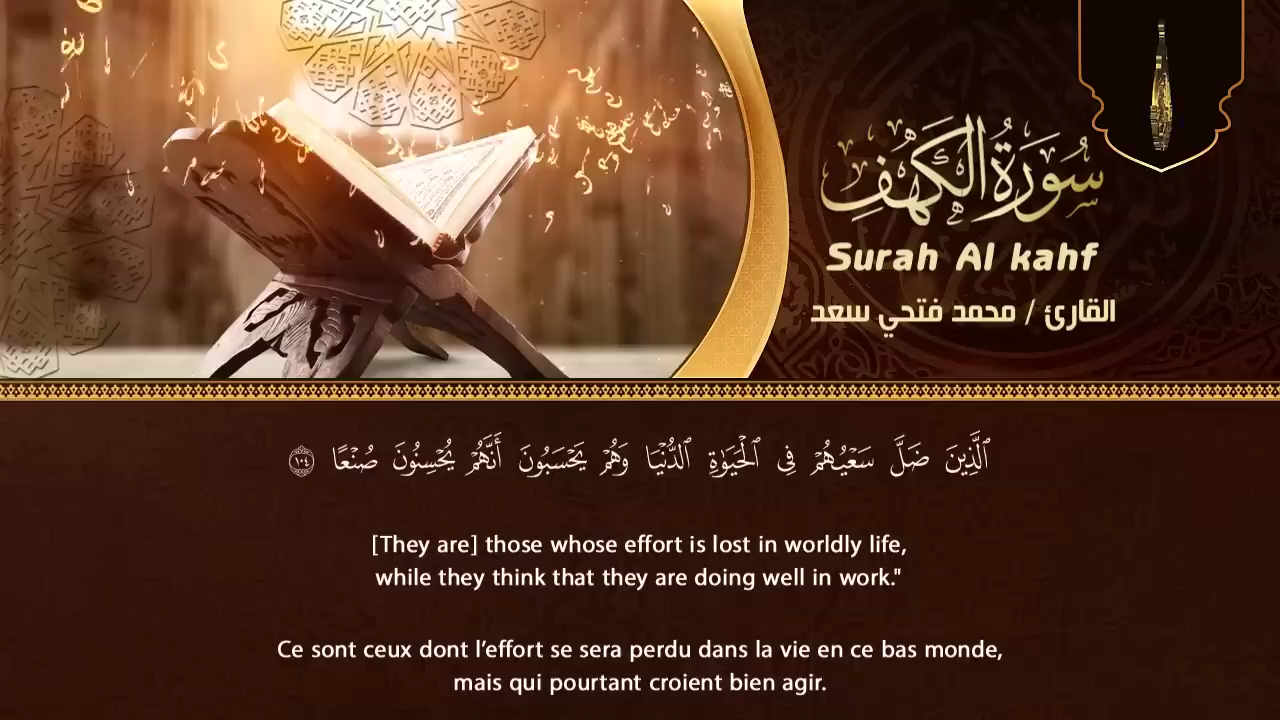 سُورَةُ الكَهْفِ
Surah Al kahf
القارئ / محمد فتحي سعد
ٱلَّذِينَ ضَلَّ سَعْيُهُمْ فِى ٱلْحَيَوٰةِ ٱلدُّنْيَا وَهُمْ يَحْسَبُونَ أَنَّهُمْ يُحْسِنُونَ صُنْعًا ١٠٤
[They are] those whose effort is lost in worldly life,
while they think that they are doing well in work."
Ce sont ceux dont l’effort se sera perdu dans la vie en ce bas monde,
mais qui pourtant croient bien agir.